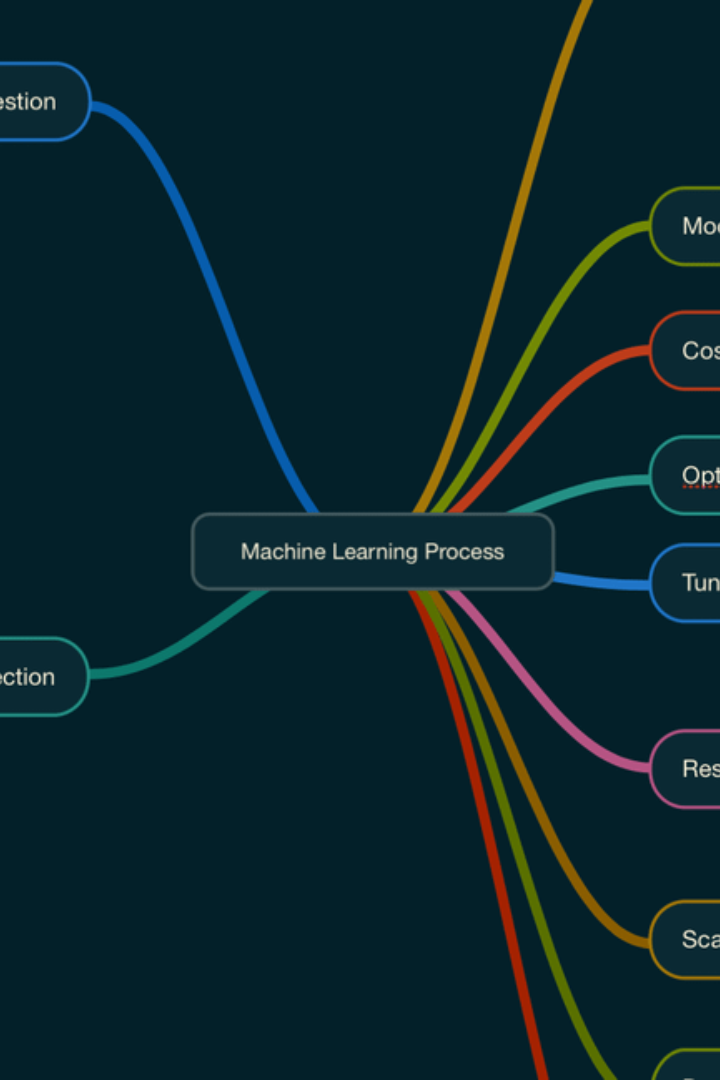 estion
Mod
Cos
Opt
Machine Learning Process
Tun
ection
Res
Sca